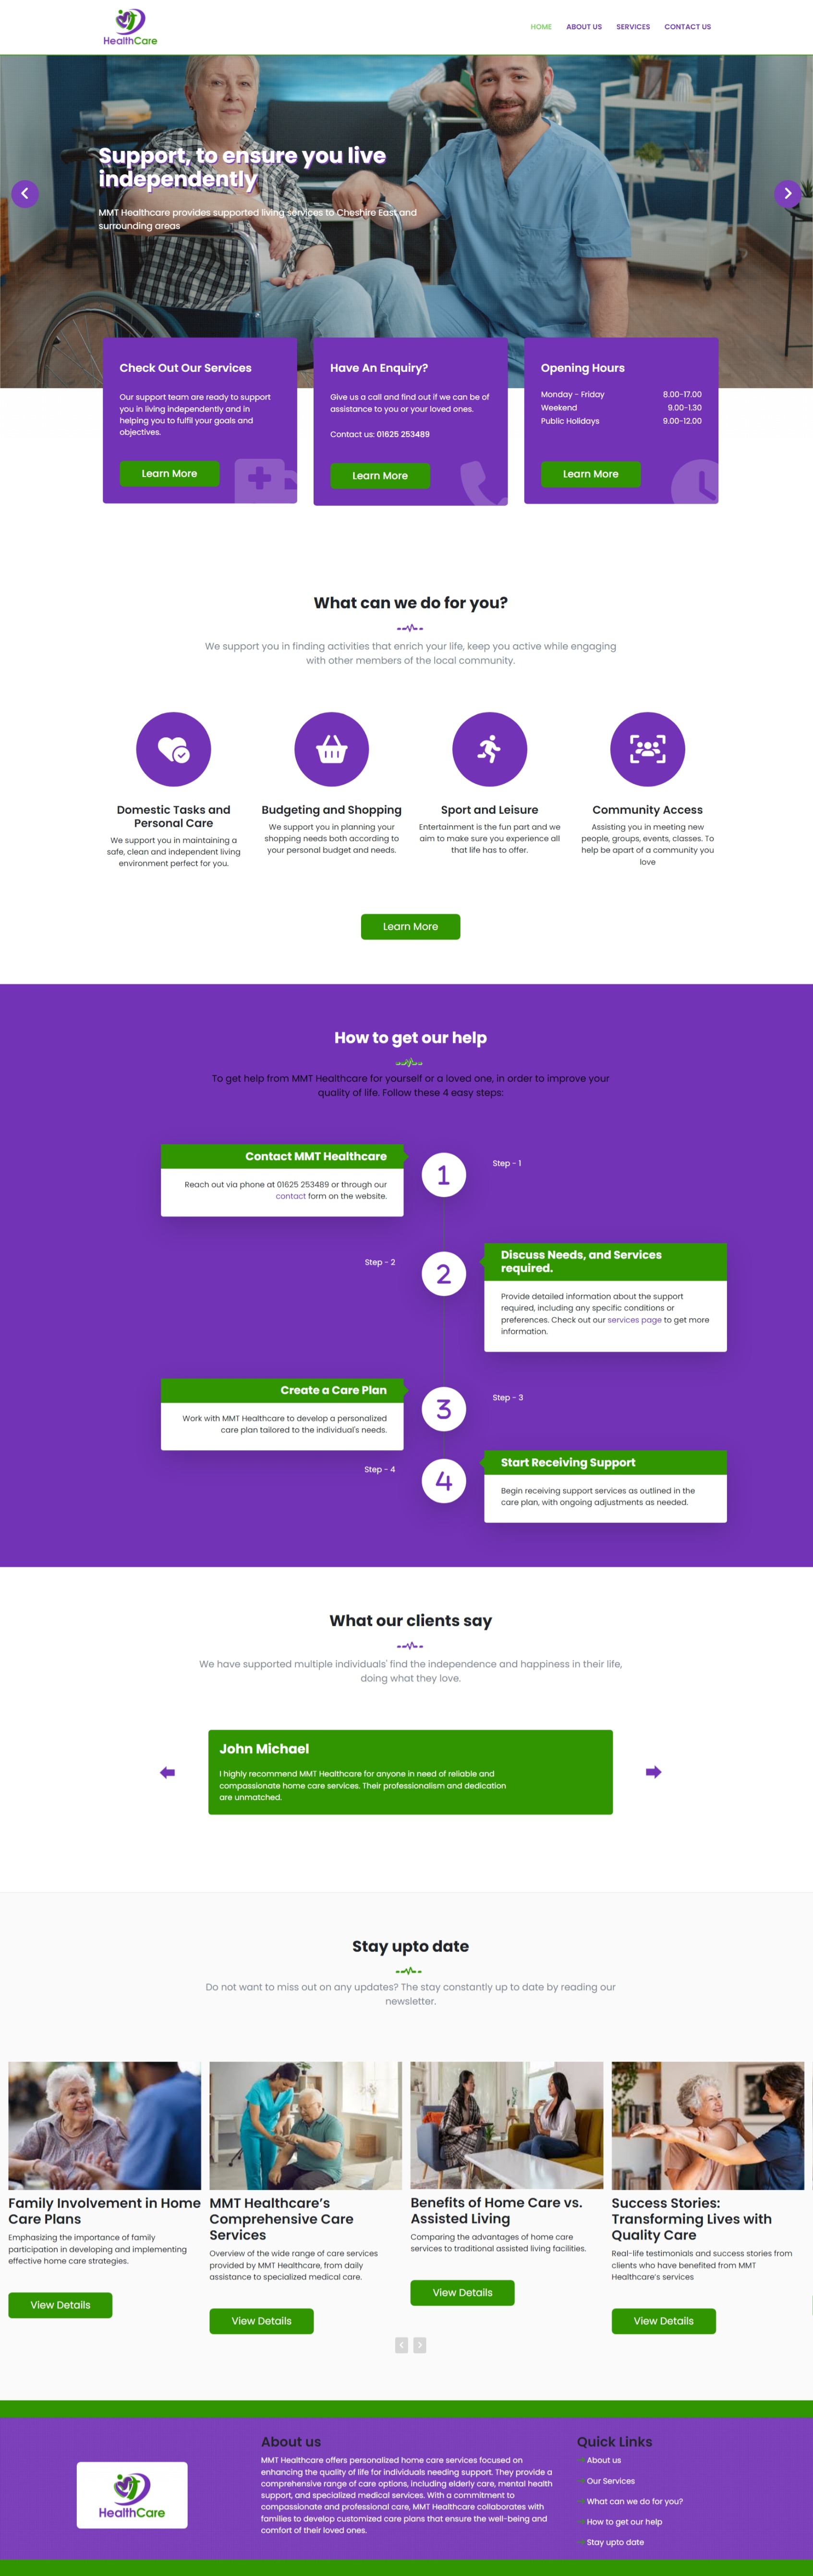 HealthCare
HOME ABOUT US SERVICES CONTACT US
Support, to ensure you live
independently
MMT Healthcare provides supported living services to Cheshire East and
surrounding areas
Check Out Our Services
Our support team are ready to support
you in living independently and in
helping you to fulfil your goals and
objectives.
Learn More
Have An Enquiry?
Give us a call and find out if we can be of
assistance to you or your loved ones.
Contact us: 01625 253489
Learn More
Opening Hours
Monday - Friday 8.00-17.00
Weekend 9.00-1.30
Public Holidays 9.00-12.00
Learn More
What can we do for you?
We support you in finding activities that enrich your life, keep you active while engaging
with other members of the local community.
Domestic Tasks and
Personal Care
We support you in maintaining a
safe, clean and independent living
environment perfect for you.
Budgeting and Shopping
We support you in planning your
shopping needs both according to
your personal budget and needs.
Sport and Leisure
Entertainment is the fun part and we
aim to make sure you experience all
that life has to offer.
Community Access
Assisting you in meeting new
people, groups, events, classes. To
help be apart of a community you
love
Learn More
How to get our help
To get help from MMT Healthcare for yourself or a loved one, in order to improve your
quality of life. Follow these 4 easy steps:
Contact MMT Healthcare
Reach out via phone at 01625 253489 or through our
contact form on the website.
1
Step - 1
Step - 2
2
Discuss Needs, and Services
required.
Provide detailed information about the support
required, including any specific conditions or
preferences. Check out our services page to get more
information.
Create a Care Plan
Work with MMT Healthcare to develop a personalized
care plan tailored to the individual's needs.
3
Step - 3
Step - 4
4
Start Receiving Support
Begin receiving support services as outlined in the
care plan, with ongoing adjustments as needed.
What our clients say
We have supported multiple individuals' find the independence and happiness in their life,
doing what they love.
John Michael
I highly recommend MMT Healthcare for anyone in need of reliable and
compassionate home care services. Their professionalism and dedication
are unmatched.
Stay upto date
Do not want to miss out on any updates? The stay constantly up to date by reading our
newsletter.
Family Involvement in Home
Care Plans
Emphasizing the importance of family
participation in developing and implementing
effective home care strategies.
View Details
MMT Healthcare's
Comprehensive Care
Services
Overview of the wide range of care services
provided by MMT Healthcare, from daily
assistance to specialized medical care.
View Details
Benefits of Home Care vs.
Assisted Living
Comparing the advantages of home care
services to traditional assisted living facilities.
View Details
Success Stories:
Transforming Lives with
Quality Care
Real-life testimonials and success stories from
clients who have benefited from MMT
Healthcare's services
View Details
HealthCare
About us
MMT Healthcare offers personalized home care services focused on
enhancing the quality of life for individuals needing support. They provide a
comprehensive range of care options, including elderly care, mental health
support, and specialized medical services. With a commitment to
compassionate and professional care, MMT Healthcare collaborates with
families to develop customized care plans that ensure the well-being and
comfort of their loved ones.
Quick Links
About us
Our Services
What can we do for you?
How to get our help
Stay upto date